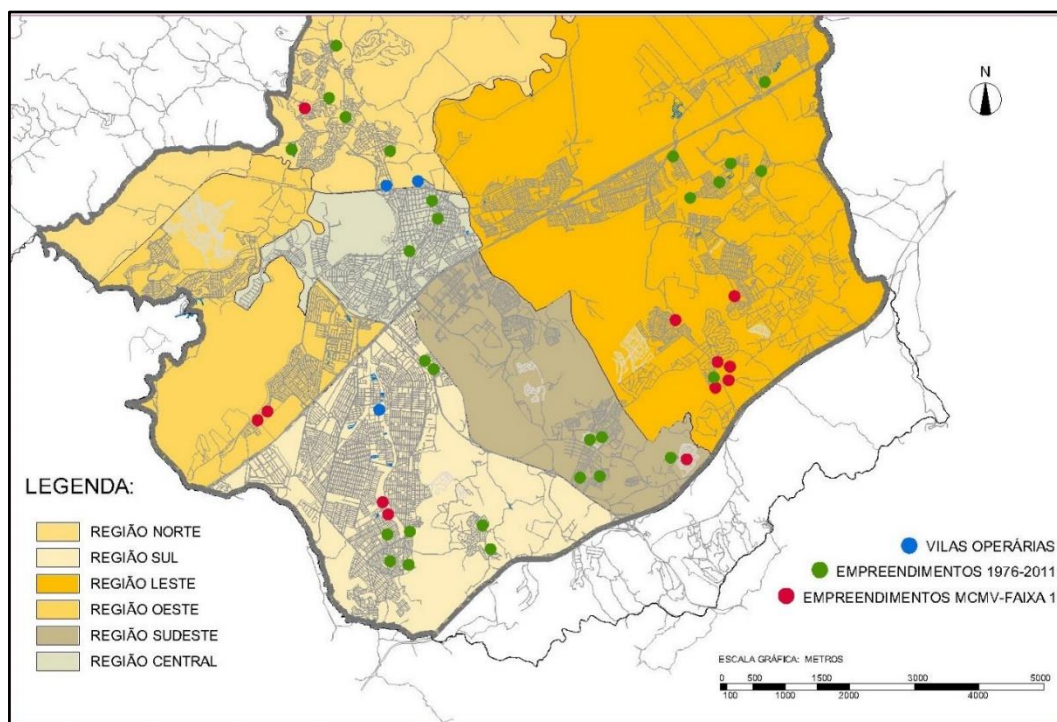 N
LEGENDA:
REGIÃO NORTE
REGIÃO SUL
REGIÃO LESTE
REGIÃO OESTE
REGIÃO SUDESTE
REGIÃO CENTRAL
VILAS OPERÁRIAS
EMPREENDIMENTOS 1976-2011
EMPREENDIMENTOS MCMV-FAIXA 1
ESCALA GRÁFICA: METROS
0 500 1500 3000 5000
100 1000 2000 4000